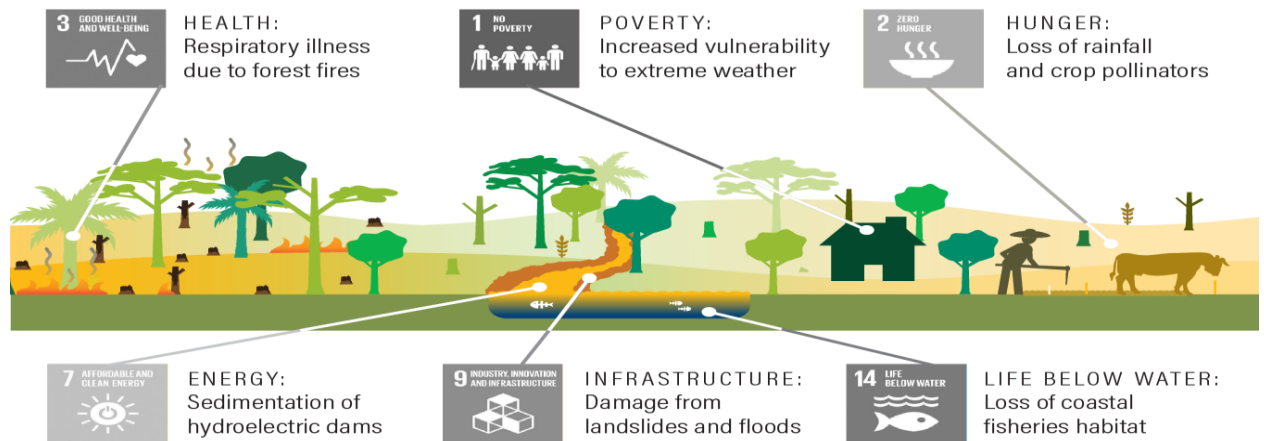 3 GOOD HEALTH
AND WELL-BEING
HEALTH:
Respiratory illness
due to forest fires
1 NO
POVERTY
POVERTY:
Increased vulnerability
to extreme weather
2 ZERO
HUNGER
HUNGER:
Loss of rainfall
and crop pollinators
7 AFFORDABLE AND
CLEAN ENERGY
ENERGY:
Sedimentation of
hydroelectric dams
9 INDUSTRY, INNOVATION
AND INFRASTRUCTURE
INFRASTRUCTURE:
Damage from
landslides and floods
14 LIFE
BELOW WATER
LIFE BELOW WATER:
Loss of coastal
fisheries habitat